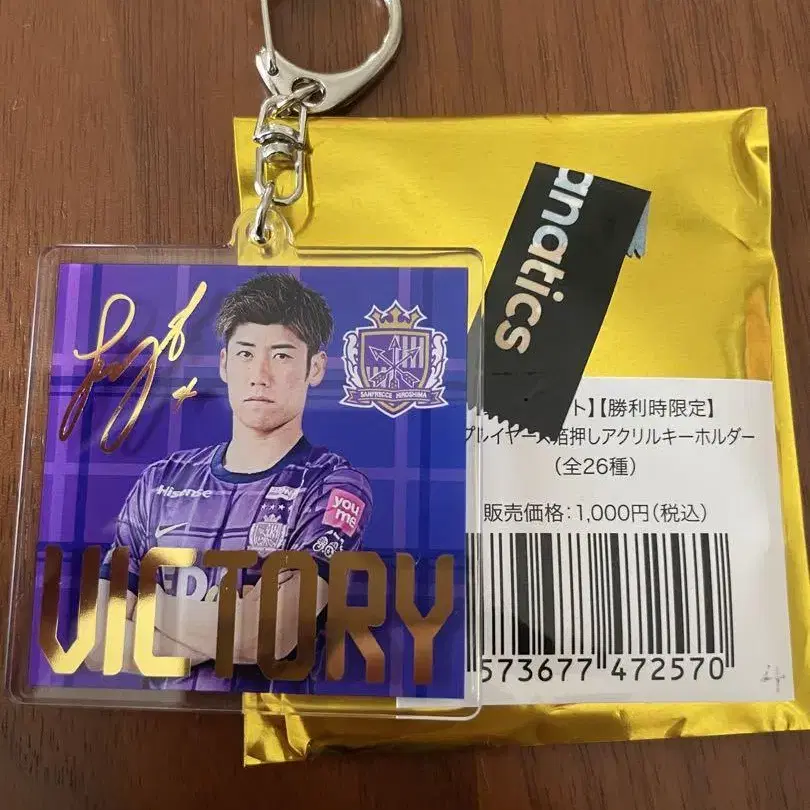 SANFRECCE HIROSHIMA
Hisense
you
me
VICTORY
anatics
ト】【勝利時限定】
プレイヤーズ箔押しアクリルキーホルダー
(全26種)
販売価格:1,000円(税込)
573677 472570